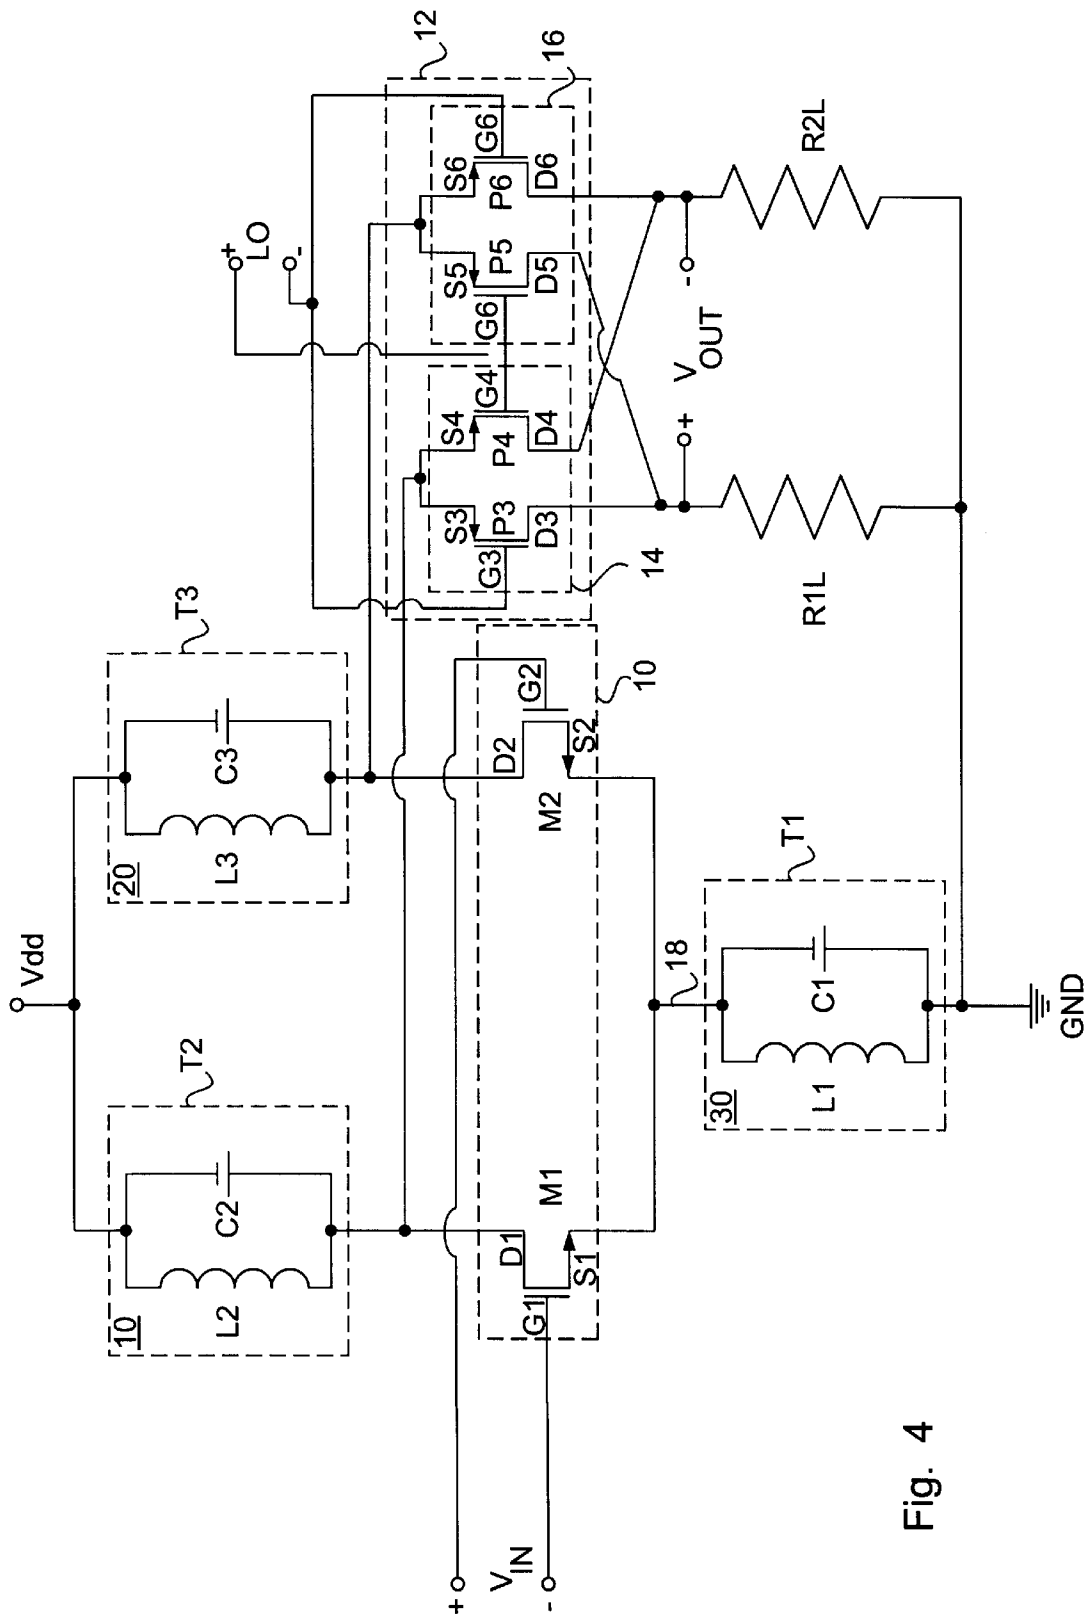 12
16
LO
+
-
S6
G6
P6
D6
S5
P5
G6
D5
S4
G4
P4
D4
S3
P3
G3
D3
14
R2L
-
V
OUT
+
R1L
T3
20
L3
C3
Vdd
T2
10
L2
C2
10
G2
D2
S2
M2
M1
D1
S1
G1
18
T1
30
L1
C1
GND
+
V
IN
-
Fig. 4